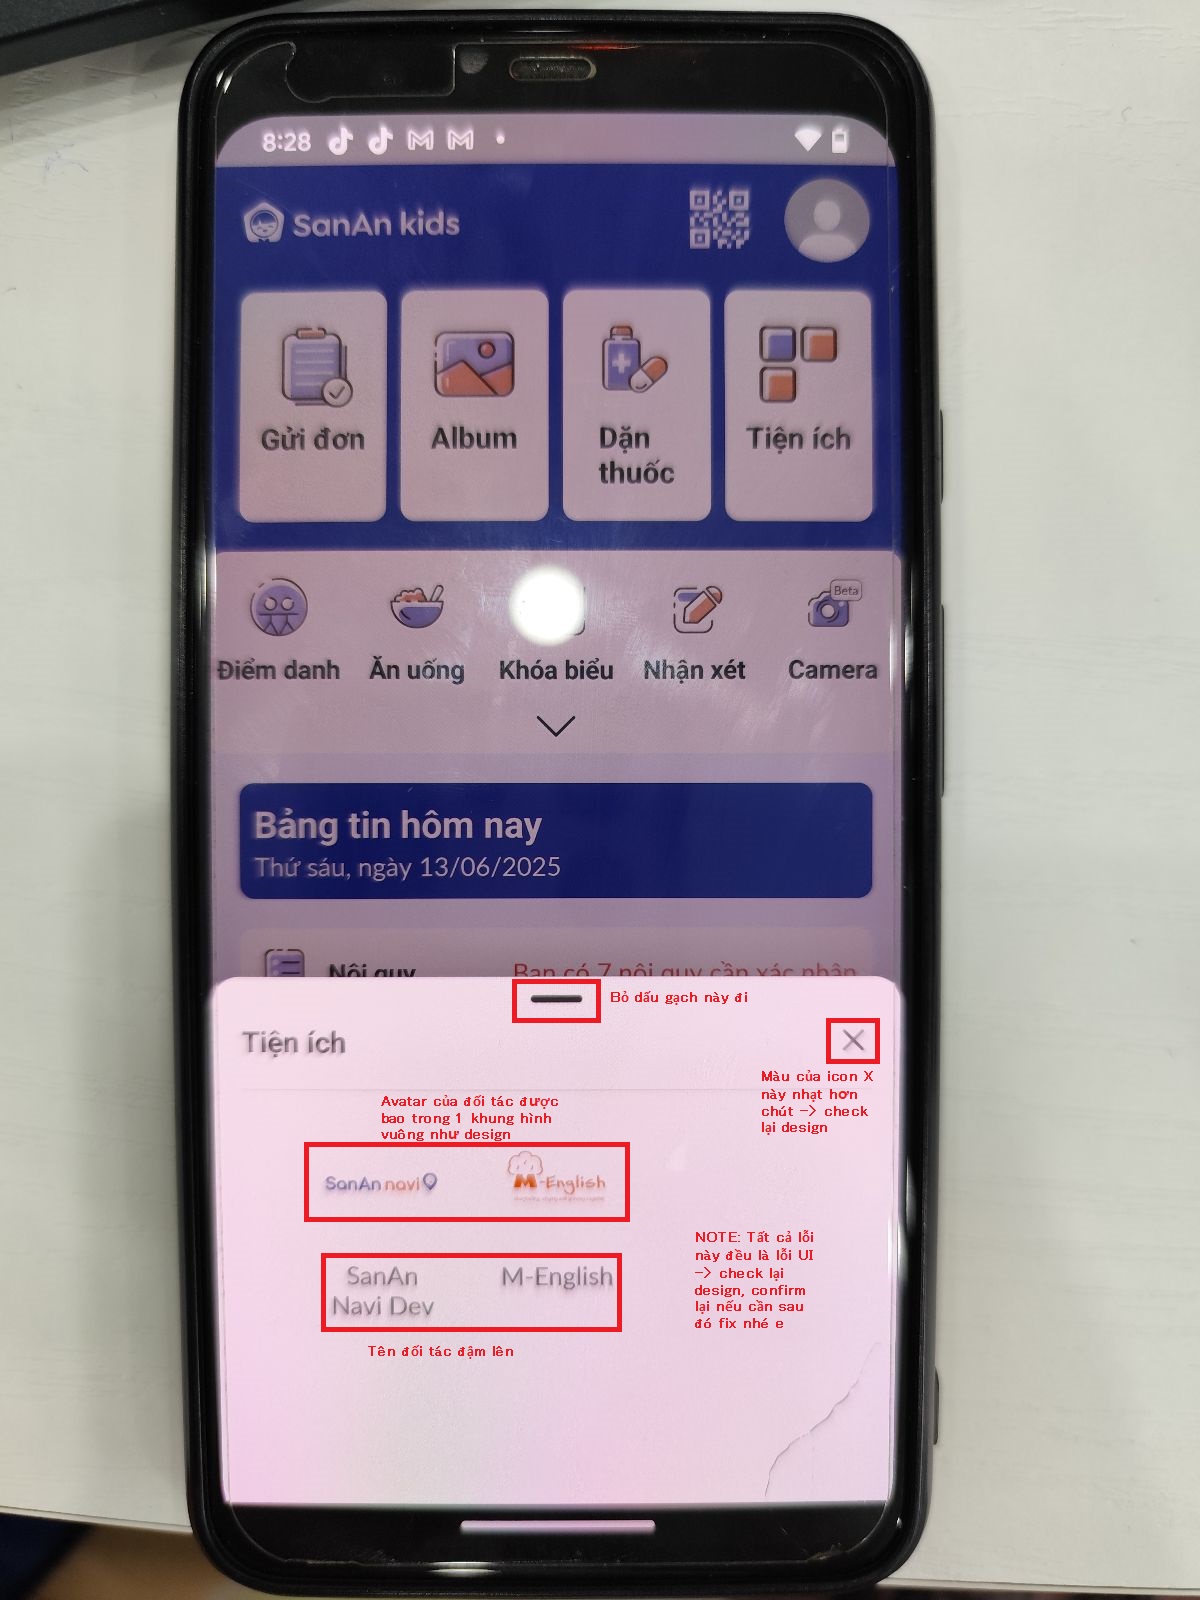 8:28
SanAn kids
Gửi đơn
Album
Dặn
thuốc
Tiện ích
Beta
Điểm danh
Ăn uống
Khóa biểu
Nhận xét
Camera
Bảng tin hôm nay
Thứ sáu, ngày 13/06/2025
Nội quy
Bạn có 7 nội quy cần xác nhận
Bỏ dấu gạch này đi
Tiện ích
Màu của icon X
này nhạt hơn
chút -> check
lại design
Avatar của đối tác được
bao trong 1 khung hình
vuông như design
SanAn navi
M-English
SanAn
Navi Dev
M-English
Tên đối tác đậm lên
NOTE: Tất cả lỗi
này đều là lỗi UI
-> check lại
design, confirm
lại nếu cần sau
đó fix nhé e